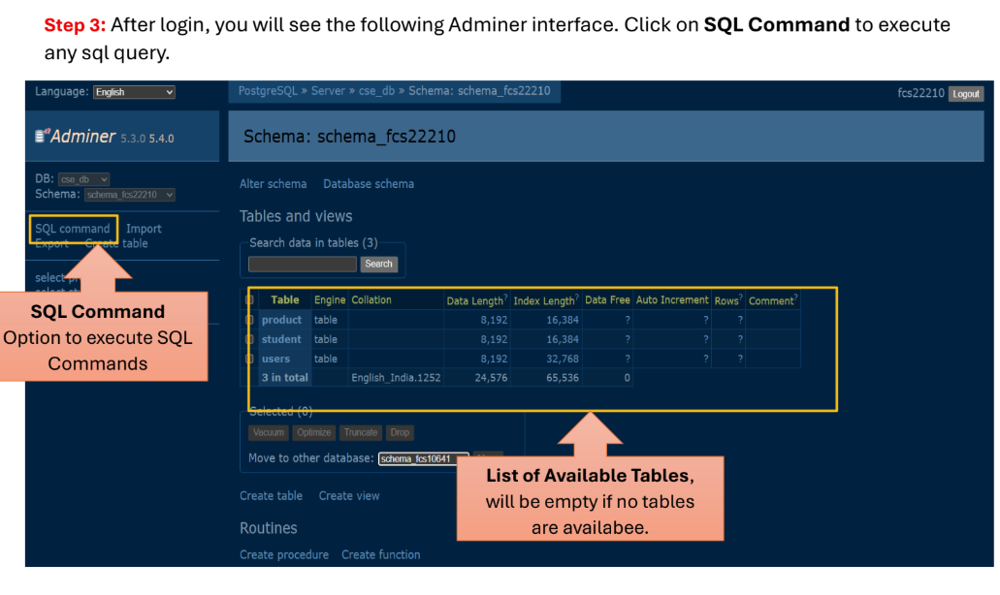 Step 3: After login, you will see the following Adminer interface. Click on SQL Command to execute
any sql query.
Language: English
PostgreSQL » Server » cse_db » Schema: schema_fcs22210
fcs22210 Logout
Adminer 5.3.0 5.4.0
Schema: schema_fcs22210
DB: cse_db
Schema: schema_fcs22210
Alter schema Database schema
SQL command Import
Export Create table
Tables and views
Search data in tables (3)
Search
select
SQL Command
Option to execute SQL
Commands
Table Engine Collation Data Length? Index Length? Data Free Auto Increment Rows? Comment?
product table 8,192 16,384 ? ? ?
student table 8,192 16,384 ? ? ?
users table 8,192 32,768 ? ? ?
3 in total English_India.1252 24,576 65,536 0
Selected (0)
Vacuum Optimize Truncate Drop
Move to other database: schema_fcs10641
List of Available Tables,
will be empty if no tables
are availabee.
Create table Create view
Routines
Create procedure Create function